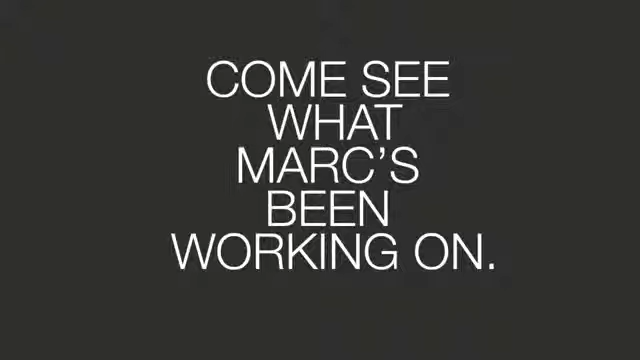 COME SEE
WHAT
MARC’S
BEEN
WORKING ON.